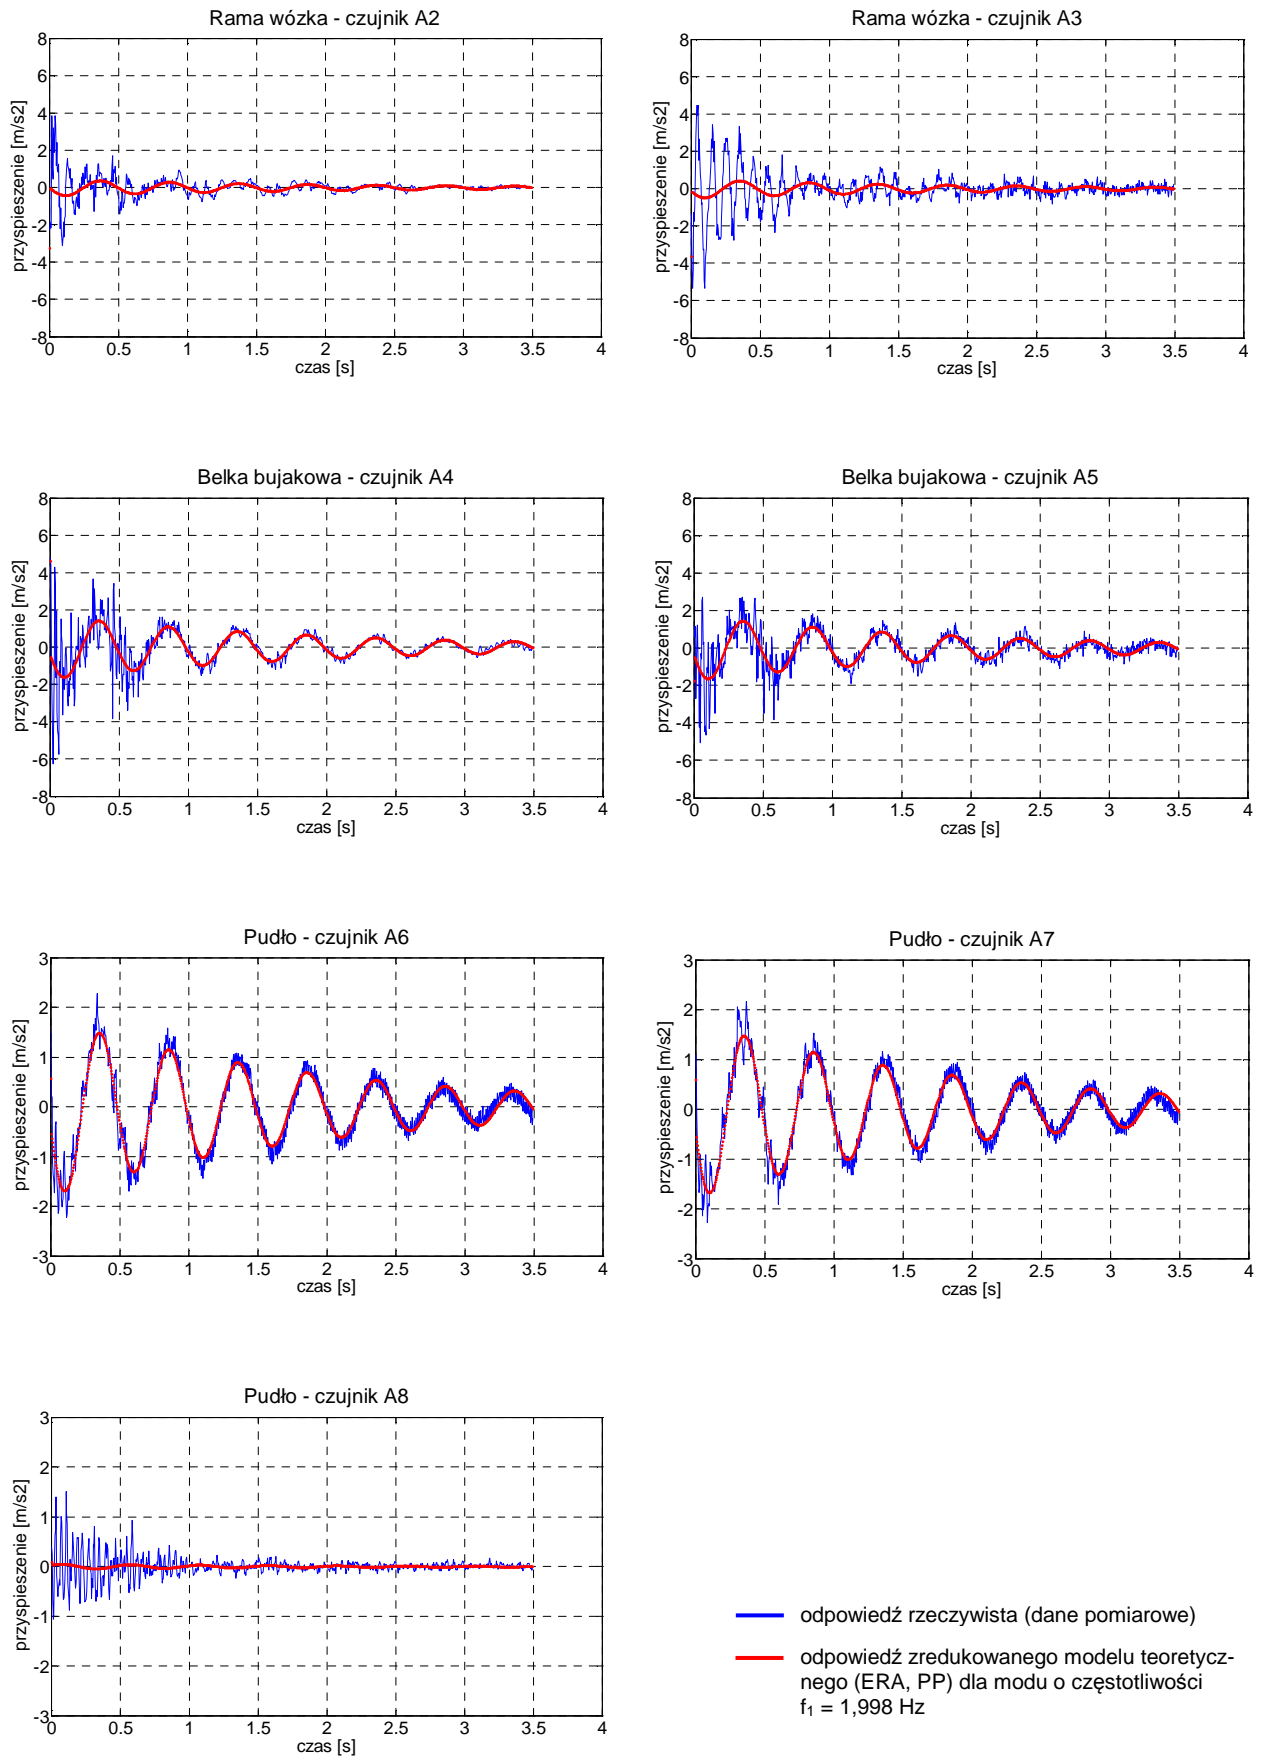 Rama wózka - czujnik A2
przyspieszenie [m/s2]
8
6
4
2
0
-2
-4
-6
-8
0 0.5 1 1.5 2 2.5 3 3.5 4
czas [s]
Rama wózka - czujnik A3
przyspieszenie [m/s2]
8
6
4
2
0
-2
-4
-6
-8
0 0.5 1 1.5 2 2.5 3 3.5 4
czas [s]
Belka bujakowa - czujnik A4
przyspieszenie [m/s2]
8
6
4
2
0
-2
-4
-6
-8
0 0.5 1 1.5 2 2.5 3 3.5 4
czas [s]
Belka bujakowa - czujnik A5
przyspieszenie [m/s2]
8
6
4
2
0
-2
-4
-6
-8
0 0.5 1 1.5 2 2.5 3 3.5 4
czas [s]
Pudło - czujnik A6
przyspieszenie [m/s2]
3
2
1
0
-1
-2
-3
0 0.5 1 1.5 2 2.5 3 3.5 4
czas [s]
Pudło - czujnik A7
przyspieszenie [m/s2]
3
2
1
0
-1
-2
-3
0 0.5 1 1.5 2 2.5 3 3.5 4
czas [s]
Pudło - czujnik A8
przyspieszenie [m/s2]
3
2
1
0
-1
-2
-3
0 0.5 1 1.5 2 2.5 3 3.5 4
czas [s]
odpowiedź rzeczywista (dane pomiarowe)
odpowiedź zredukowanego modelu teoretycz-
nego (ERA, PP) dla modu o częstotliwości
f₁ = 1,998 Hz